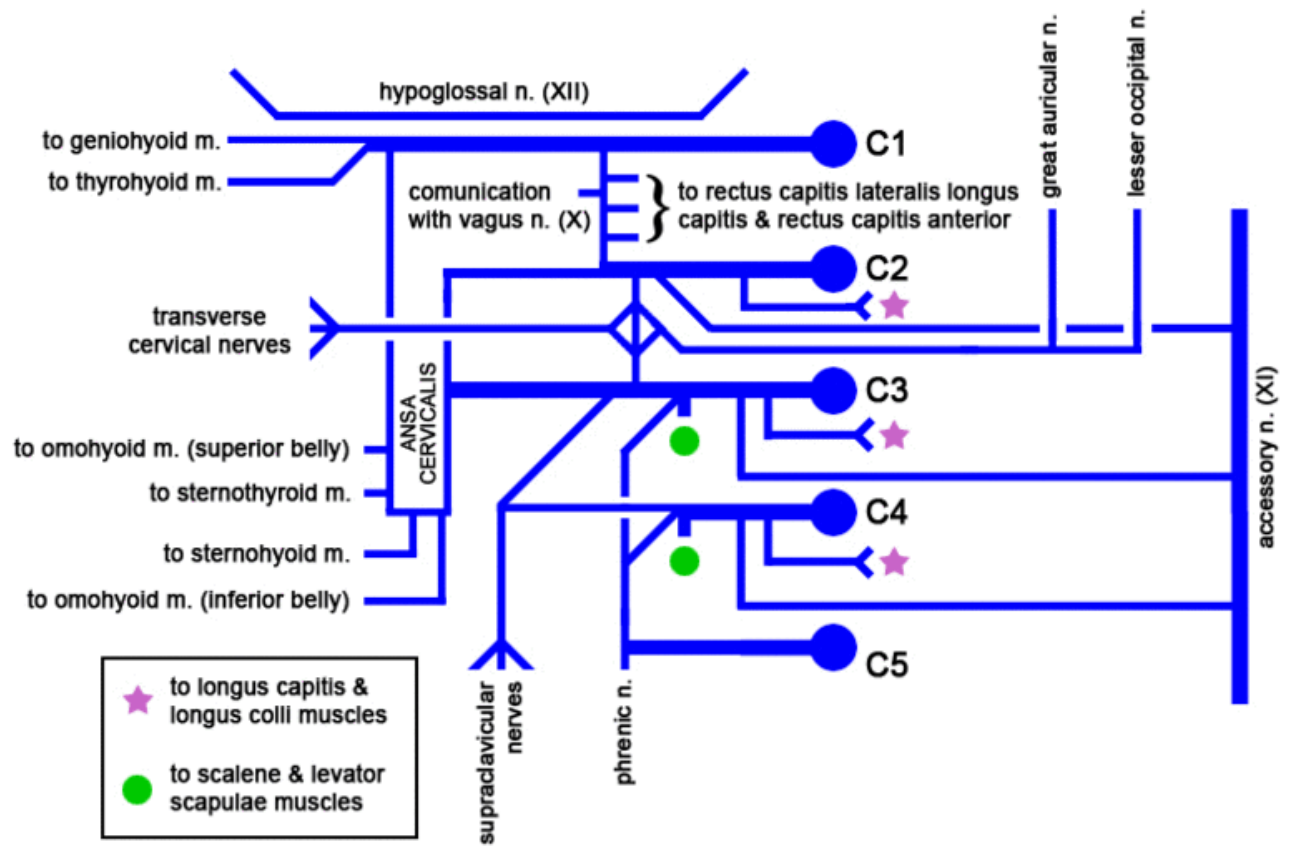 great auricular n.
lesser occipital n.
hypoglossal n. (XII)
to geniohyoid m.
C1
to thyrohyoid m.
comunication
with vagus n. (X)
}
to rectus capitis lateralis longus
capitis & rectus capitis anterior
C2
transverse
cervical nerves
C3
ANSA
CERVICALIS
accessory n. (XI)
to omohyoid m. (superior belly)
to sternothyroid m.
C4
to sternohyoid m.
to omohyoid m. (inferior belly)
C5
supraclavicular
nerves
phrenic n.
to longus capitis &
longus colli muscles
to scalene & levator
scapulae muscles